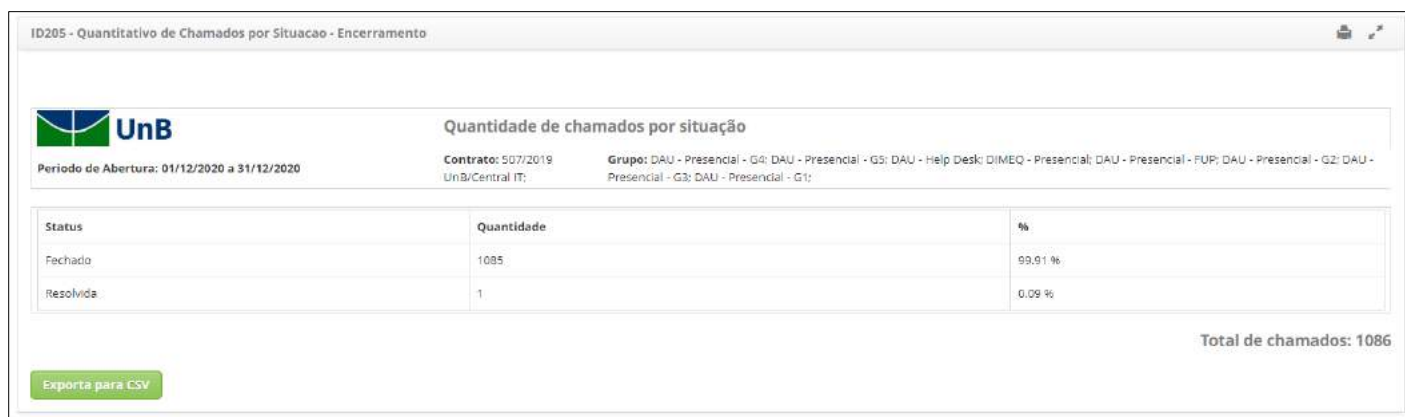 ID205 - Quantitativo de Chamados por Situacao - Encerramento
UnB
Quantidade de chamados por situação
Periodo de Abertura: 01/12/2020 a 31/12/2020
Contrato: 507/2019
UnB/Central IT;
Grupo: DAU - Presencial - G4; DAU - Presencial - G5; DAU - Help Desk; DIMEQ - Presencial; DAU - Presencial - FUP; DAU - Presencial - G2; DAU -
Presencial - G3; DAU - Presencial - G1;
Status Quantidade %
Fechado 1085 99.91 %
Resolvida 1 0.09 %
Total de chamados: 1086
Exporta para CSV